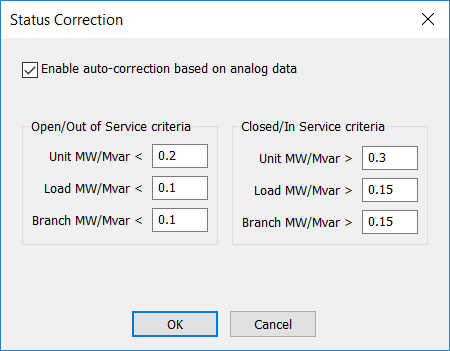 Status Correction
Enable auto-correction based on analog data
Open/Out of Service criteria
Unit MW/Mvar < 0.2
Load MW/Mvar < 0.1
Branch MW/Mvar < 0.1
Closed/In Service criteria
Unit MW/Mvar > 0.3
Load MW/Mvar > 0.15
Branch MW/Mvar > 0.15
OK Cancel